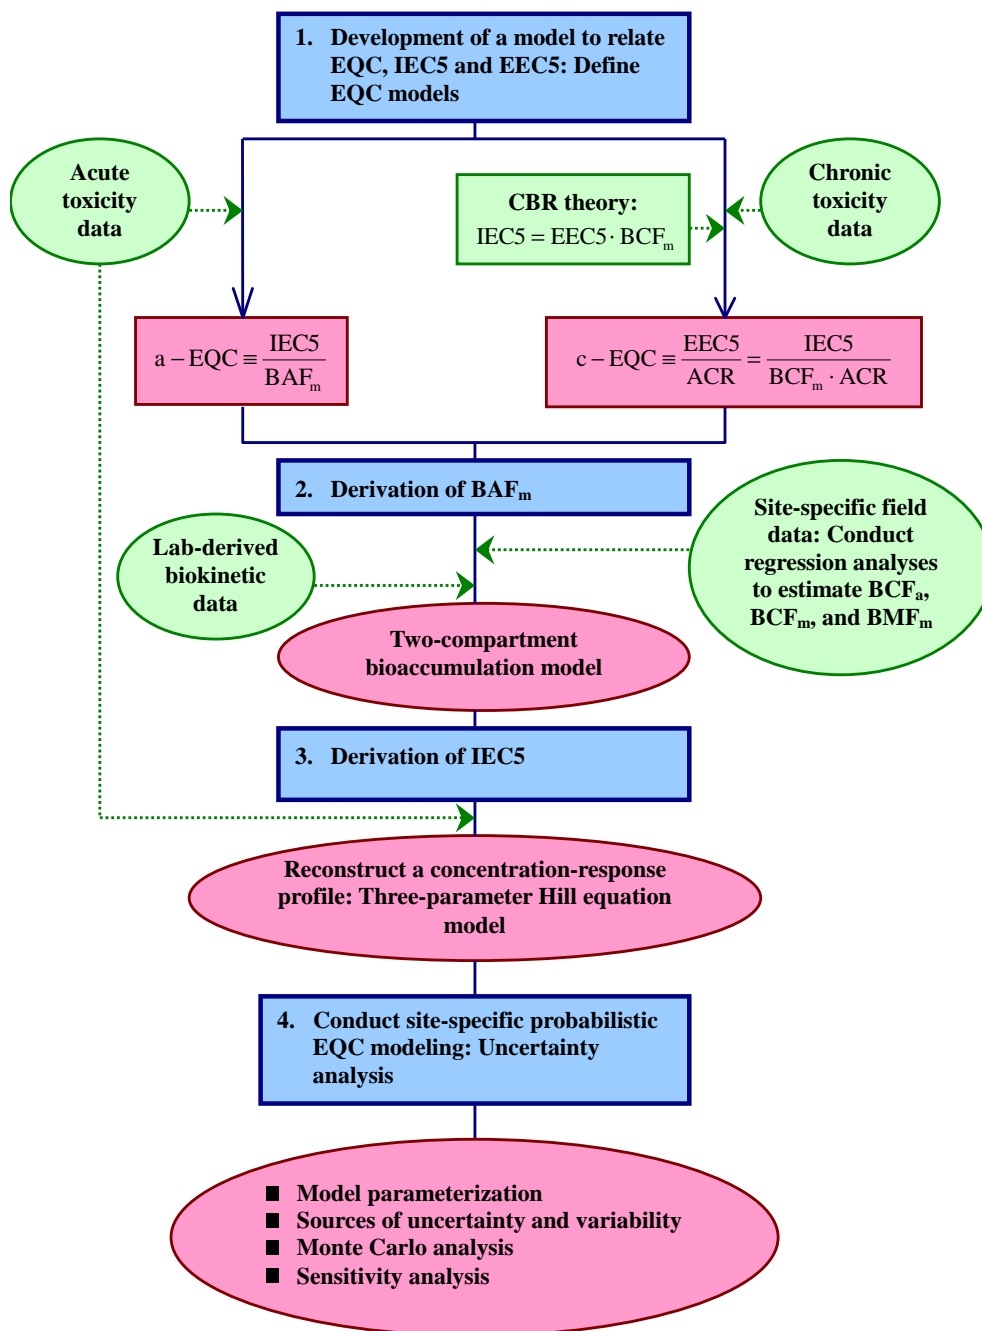 1. Development of a model to relate
EQC, IEC5 and EEC5: Define
EQC models
Acute
toxicity
data
CBR theory:
IEC5 = EEC5 · BCFₘ
Chronic
toxicity
data
a − EQC ≡ IEC5 / BAFₘ
c − EQC ≡ EEC5 / ACR = IEC5 / BCFₘ · ACR
2. Derivation of BAFₘ
Lab-derived
biokinetic
data
Site-specific field
data: Conduct
regression analyses
to estimate BCFₐ,
BCFₘ, and BMFₘ
Two-compartment
bioaccumulation model
3. Derivation of IEC5
Reconstruct a concentration-response
profile: Three-parameter Hill equation
model
4. Conduct site-specific probabilistic
EQC modeling: Uncertainty
analysis
■ Model parameterization
■ Sources of uncertainty and variability
■ Monte Carlo analysis
■ Sensitivity analysis